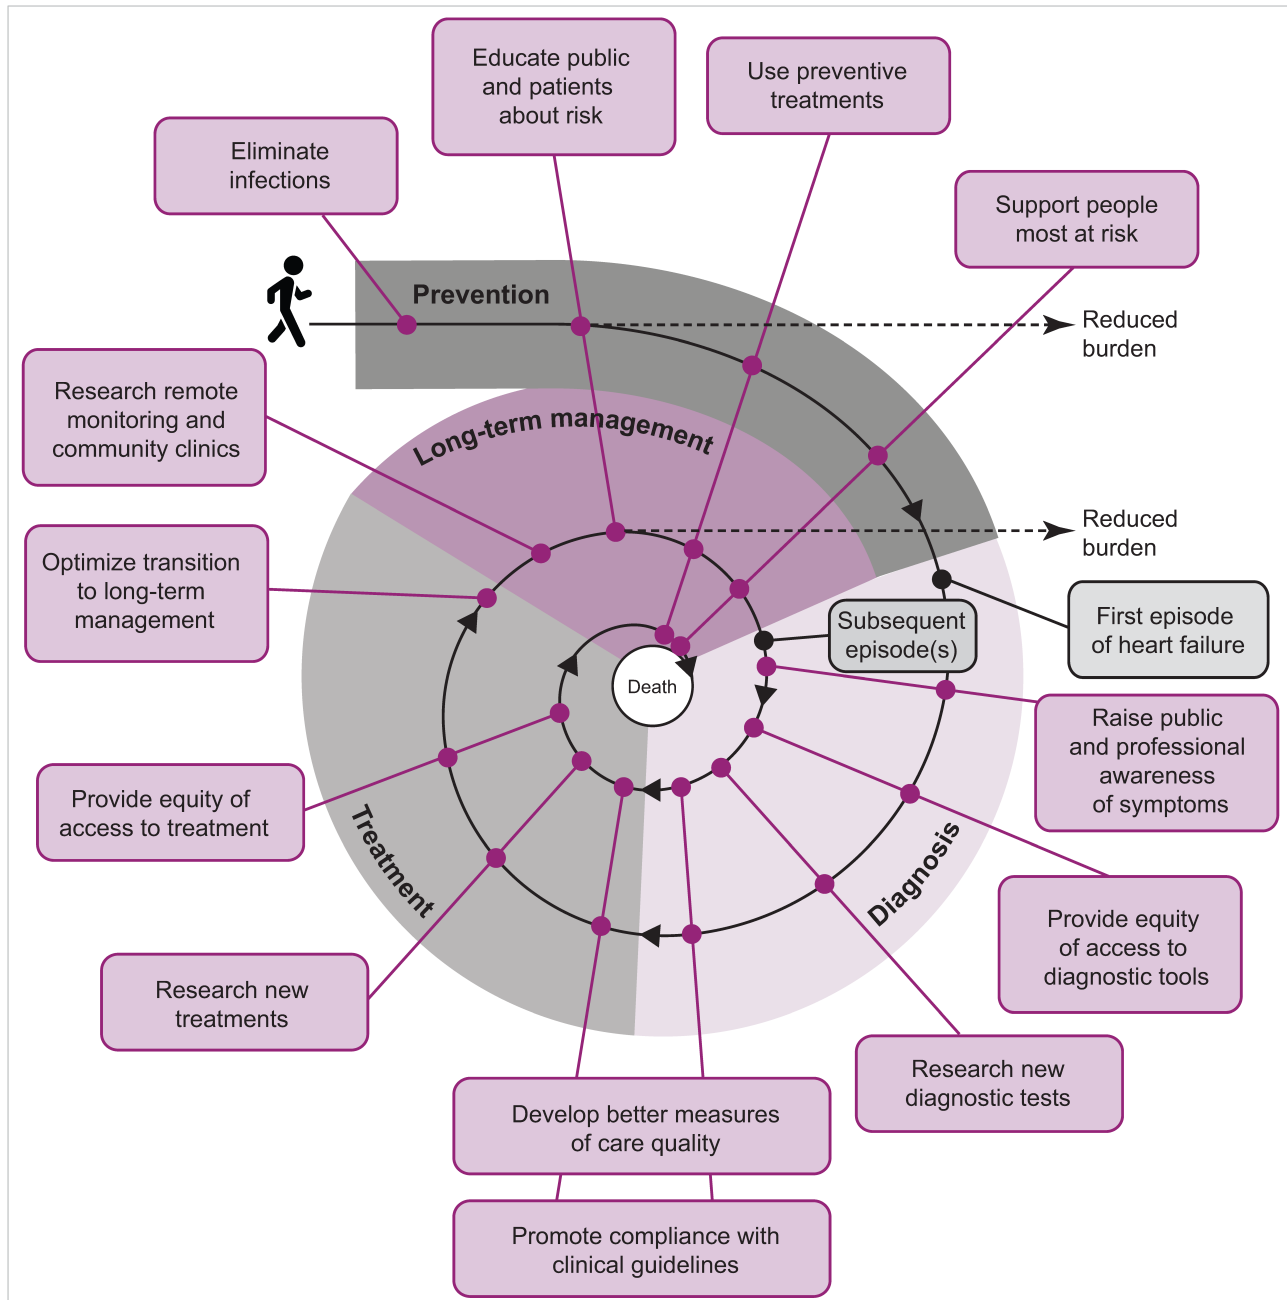 Educate public
and patients
about risk
Use preventive
treatments
Eliminate
infections
Support people
most at risk
Prevention
Reduced
burden
Research remote
monitoring and
community clinics
Long-term management
Reduced
burden
Optimize transition
to long-term
management
Subsequent
episode(s)
First episode
of heart failure
Death
Raise public
and professional
awareness
of symptoms
Provide equity of
access to treatment
Treatment
Diagnosis
Provide equity
of access to
diagnostic tools
Research new
treatments
Research new
diagnostic tests
Develop better measures
of care quality
Promote compliance with
clinical guidelines